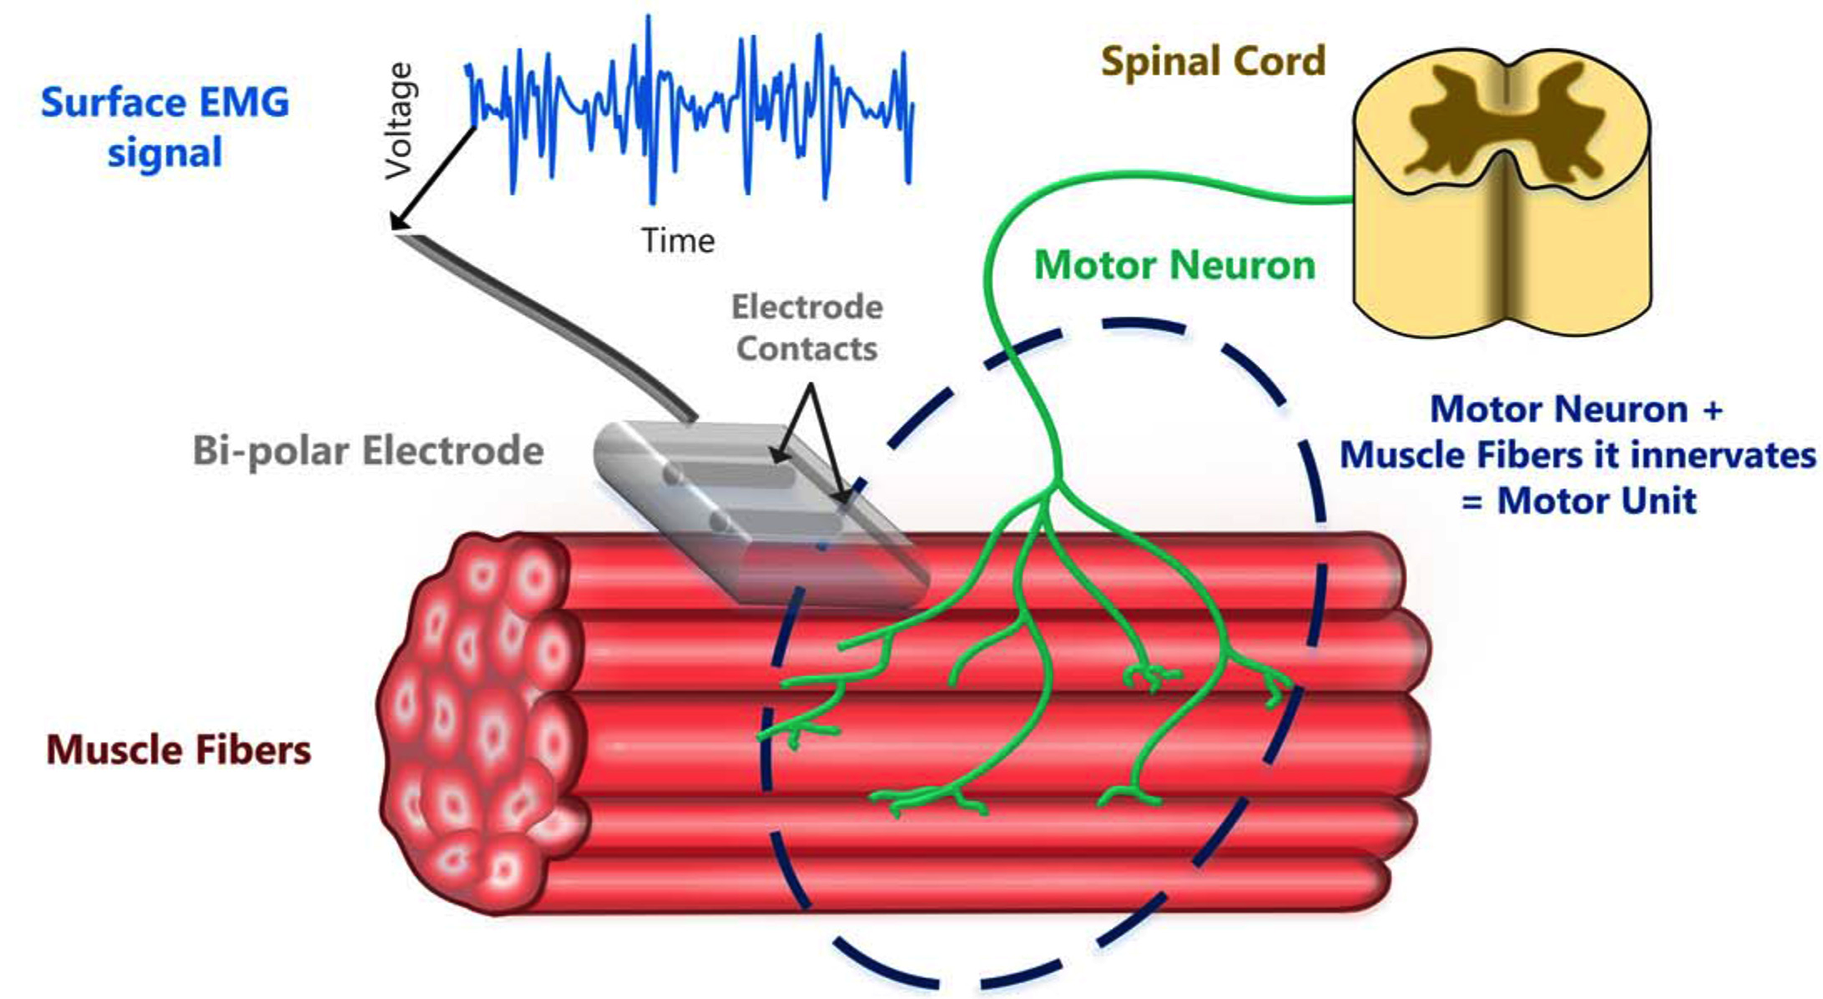 Surface EMG
signal
Voltage
Time
Spinal Cord
Motor Neuron
Electrode
Contacts
Bi-polar Electrode
Motor Neuron +
Muscle Fibers it innervates
= Motor Unit
Muscle Fibers